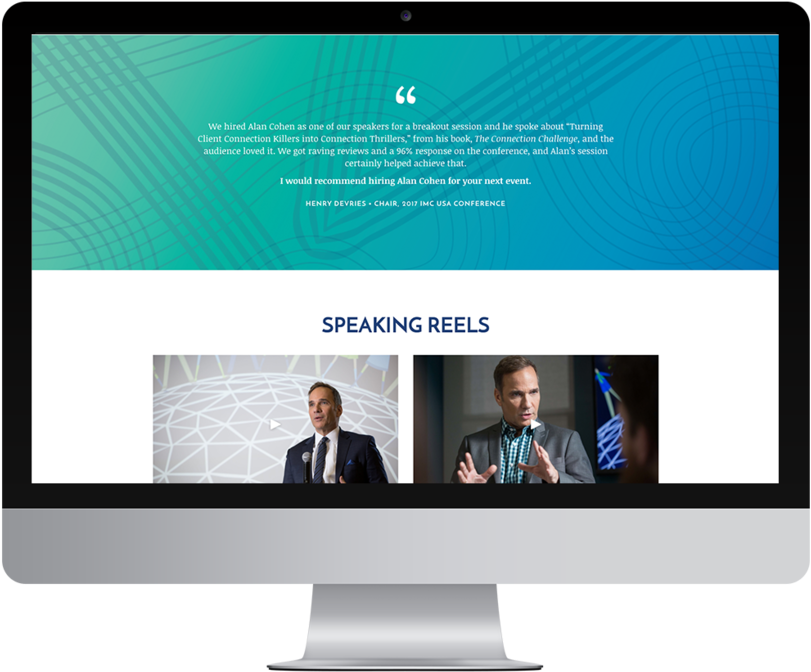 “
We hired Alan Cohen as one of our speakers for a breakout session and he spoke about “Turning
Client Connection Killers into Connection Thrillers,” from his book, The Connection Challenge, and the
audience loved it. We got raving reviews and a 96% response on the conference, and Alan’s session
certainly helped achieve that.
I would recommend hiring Alan Cohen for your next event.
HENRY DEVRIES • CHAIR, 2017 IMC USA CONFERENCE
SPEAKING REELS